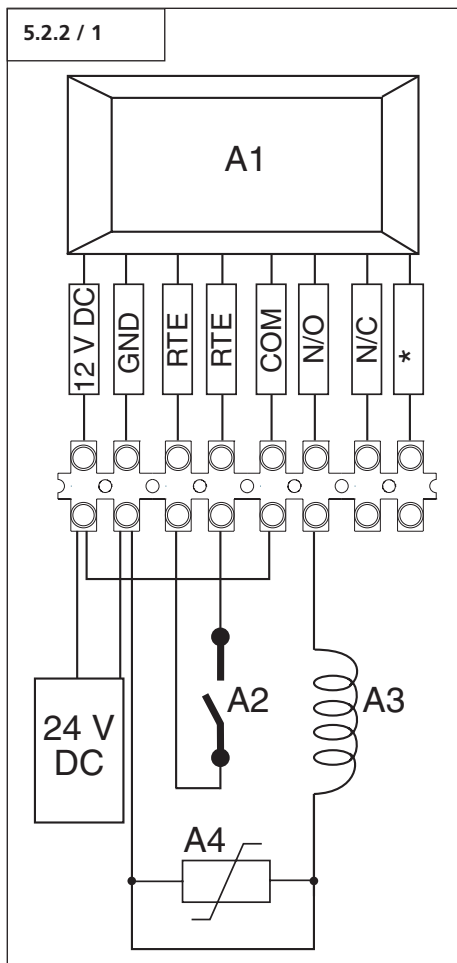 5.2.2 / 1
A1
12 V DC
GND
RTE
RTE
COM
N/O
N/C
*
A2
A3
24 V
DC
A4